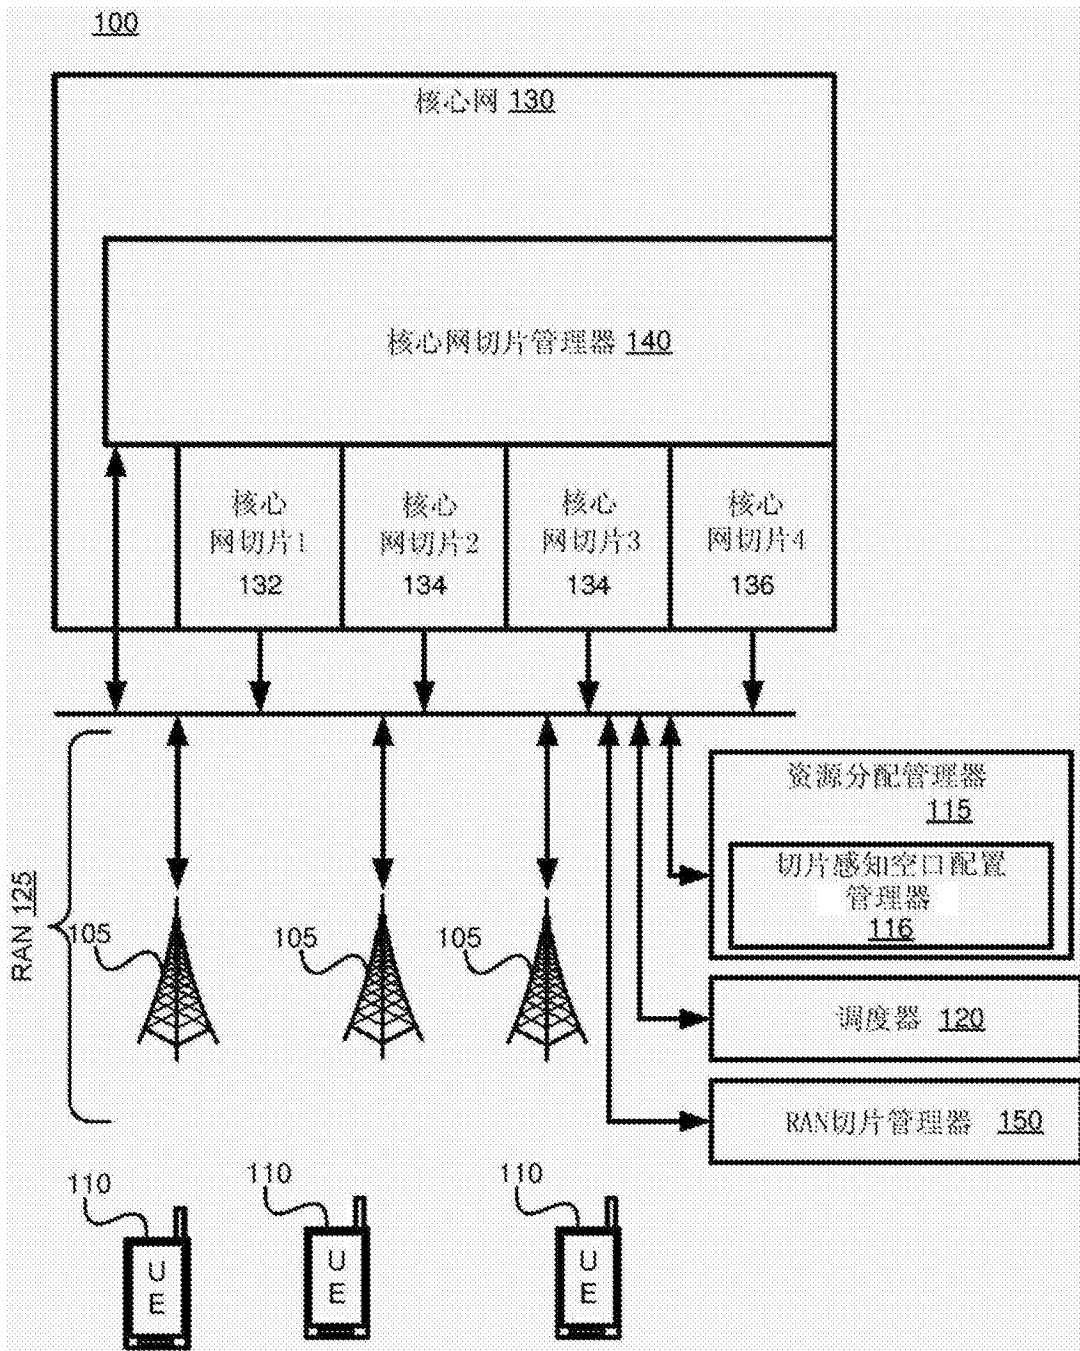 100
核心网 130
核心网切片管理器 140
核心
网切片1
132
核心
网切片2
134
核心
网切片3
134
核心
网切片4
136
RAN 125
105
105
105
资源分配管理器
115
切片感知空口配置
管理器
116
调度器 120
RAN切片管理器 150
110
UE
110
UE
110
UE